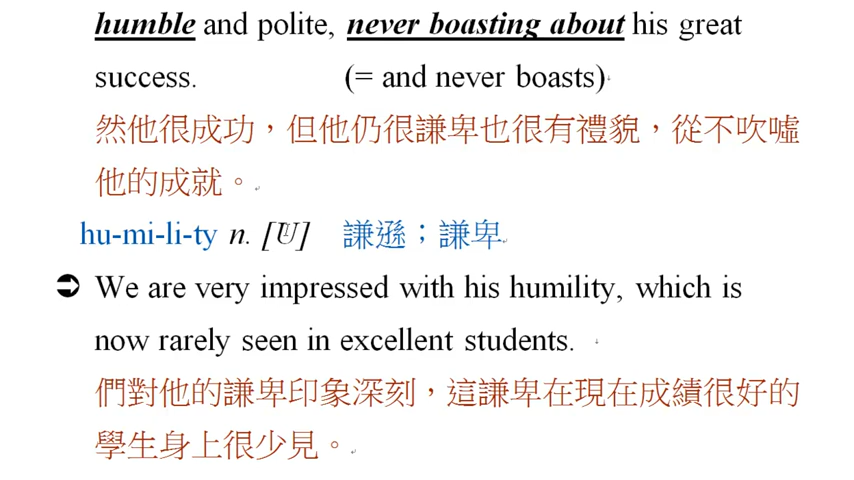 humble and polite, never boasting about his great
success. (= and never boasts)
然他很成功，但他仍很謙卑也很有禮貌，從不吹噓
他的成就。
hu-mi-li-ty n. [U] 謙遜；謙卑
➲ We are very impressed with his humility, which is
now rarely seen in excellent students.
們對他的謙卑印象深刻，這謙卑在現在成績很好的
學生身上很少見。